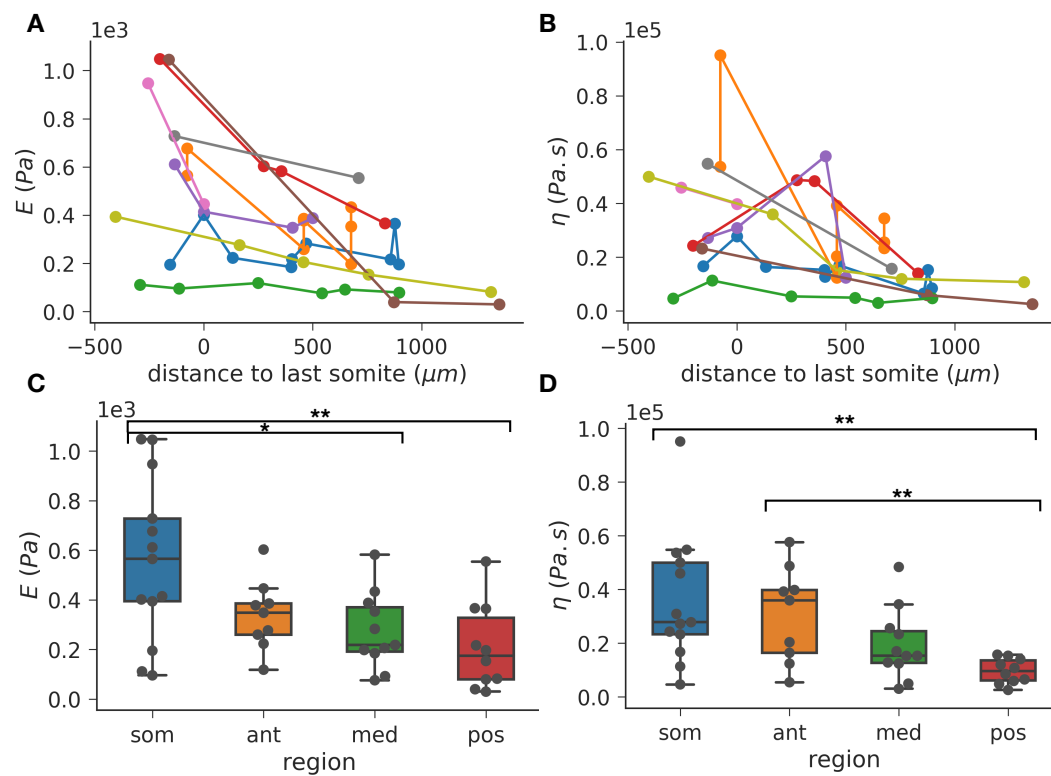 A
1e3
E (Pa)
1.0
0.8
0.6
0.4
0.2
0.0
−500 0 500 1000
distance to last somite (μm)
B
1e5
η (Pa.s)
1.0
0.8
0.6
0.4
0.2
0.0
−500 0 500 1000
distance to last somite (μm)
C
1e3
**
*
E (Pa)
1.0
0.8
0.6
0.4
0.2
0.0
som ant med pos
region
D
1e5
**
**
η (Pa.s)
1.0
0.8
0.6
0.4
0.2
0.0
som ant med pos
region